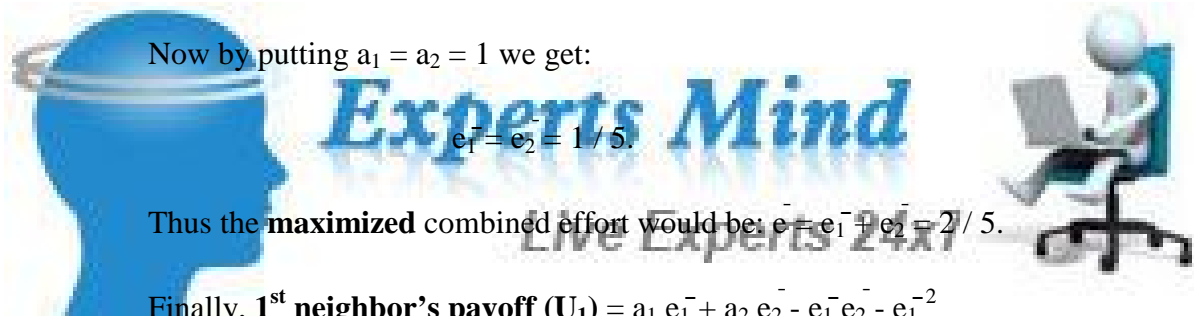 Now by putting a₁ = a₂ = 1 we get:
Experts Mind
e₁⁻ = e₂⁻ = 1 / 5.
Thus the maximized combined effort would be: e⁻ = e₁⁻ + e₂⁻ = 2 / 5.
Live Experts 24x7
Finally, 1ˢᵗ neighbor's payoff (U₁) = a₁ e₁⁻ + a₂ e₂⁻ - e₁⁻ e₂⁻ - e₁⁻²